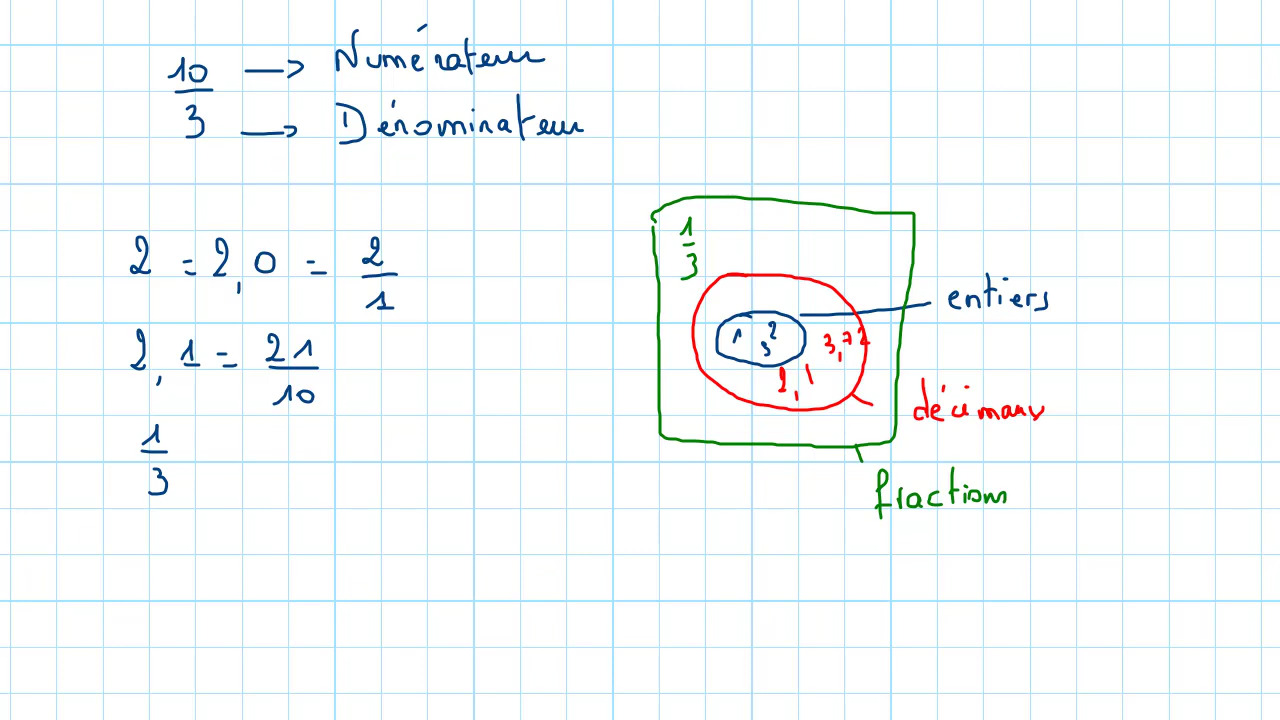 10/3 → Numérateur
→ Dénominateur
2 = 2,0 = 2/1
2,1 = 21/10
1/3
1/3
1 2
3
3,72
2,1
entiers
décimaux
fractions